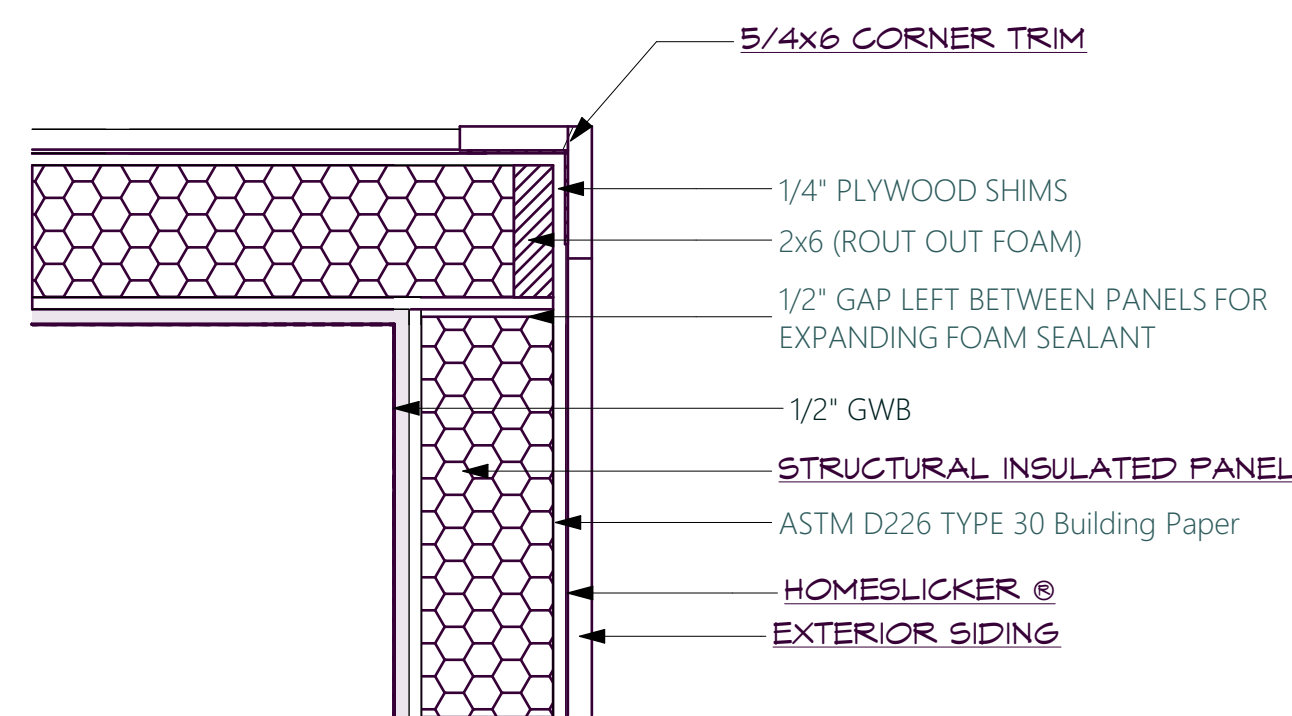 5/4x6 CORNER TRIM
1/4" PLYWOOD SHIMS
2x6 (ROUT OUT FOAM)
1/2" GAP LEFT BETWEEN PANELS FOR
EXPANDING FOAM SEALANT
1/2" GWB
STRUCTURAL INSULATED PANEL
ASTM D226 TYPE 30 Building Paper
HOMESLICKER ®
EXTERIOR SIDING